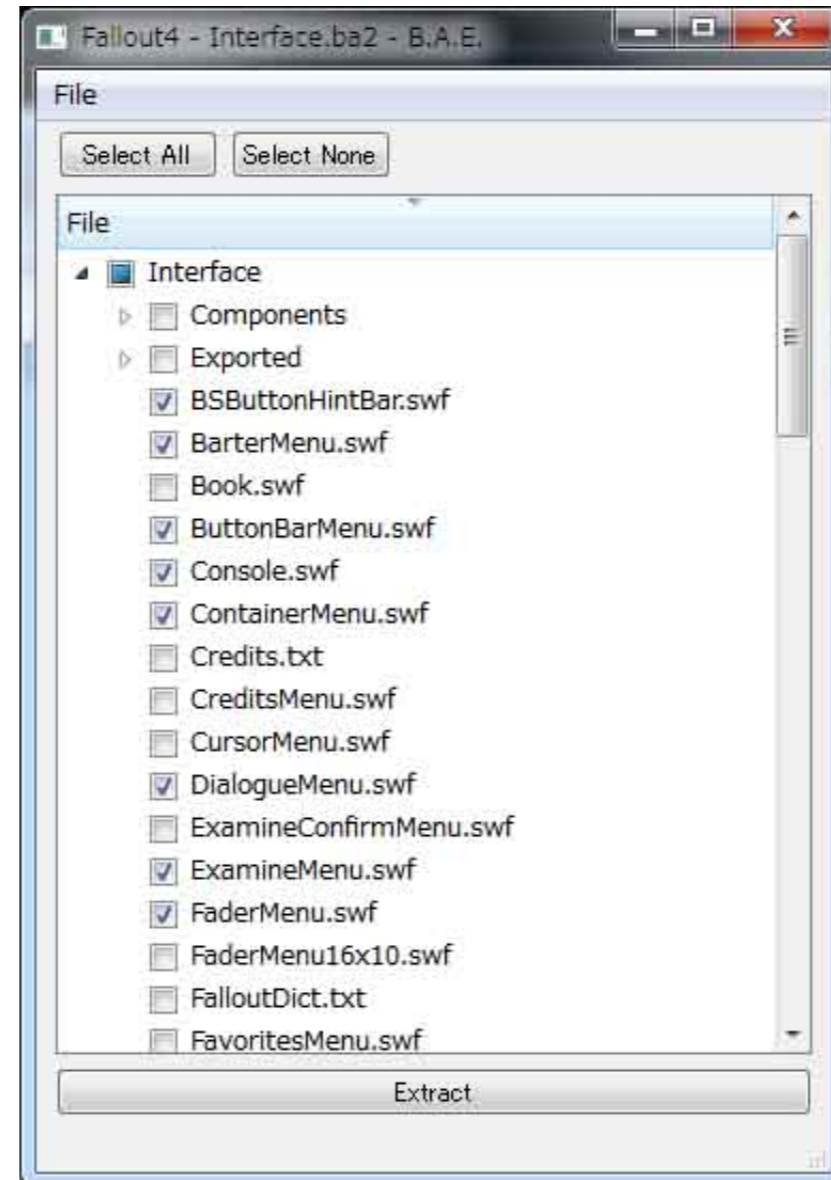 Fallout4 - Interface.ba2 - B.A.E.
File
Select All Select None
File
Interface
Components
Exported
BSButtonHintBar.swf
BarterMenu.swf
Book.swf
ButtonBarMenu.swf
Console.swf
ContainerMenu.swf
Credits.txt
CreditsMenu.swf
CursorMenu.swf
DialogueMenu.swf
ExamineConfirmMenu.swf
ExamineMenu.swf
FaderMenu.swf
FaderMenu16x10.swf
FalloutDict.txt
FavoritesMenu.swf
Extract